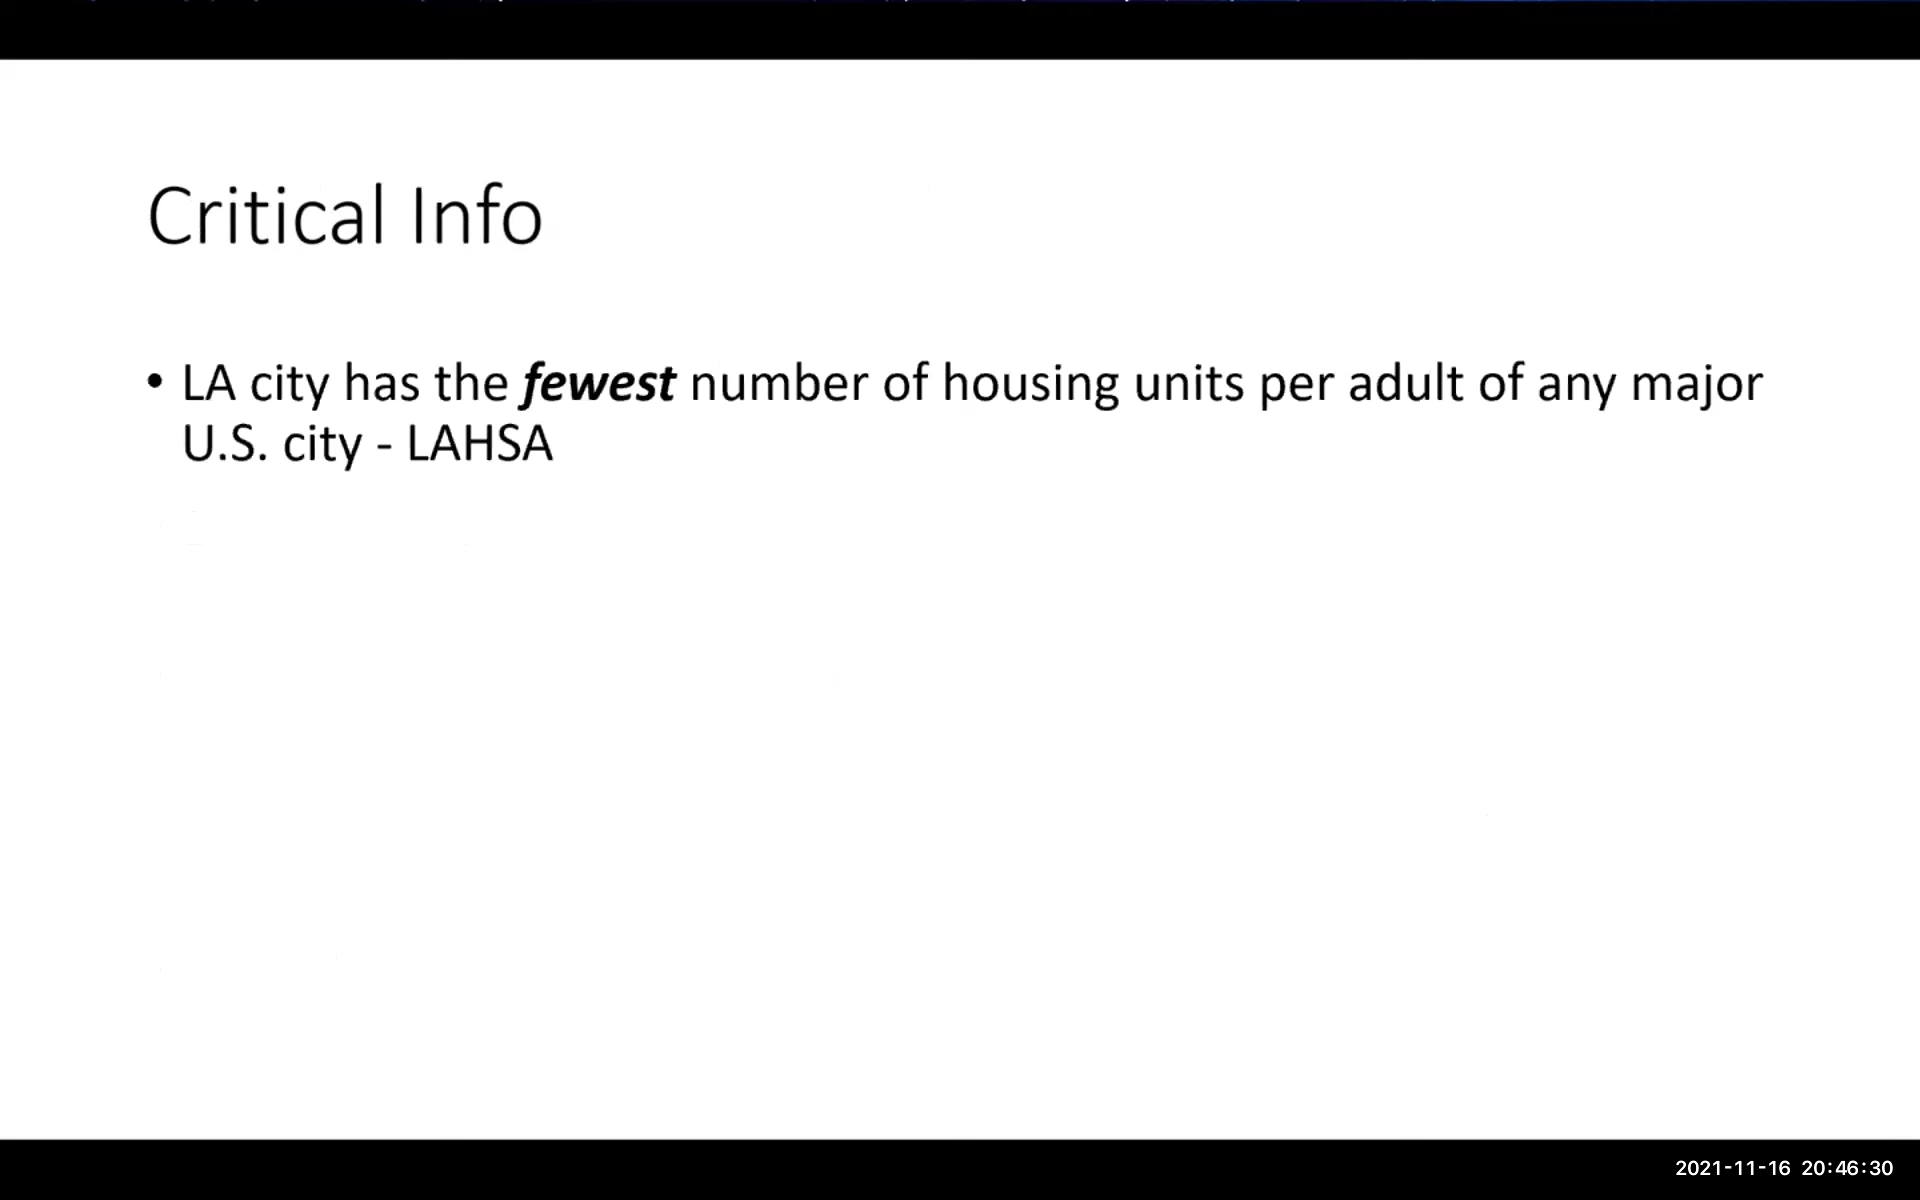 Critical Info
• LA city has the fewest number of housing units per adult of any major
U.S. city - LAHSA
2021-11-16 20:46:30